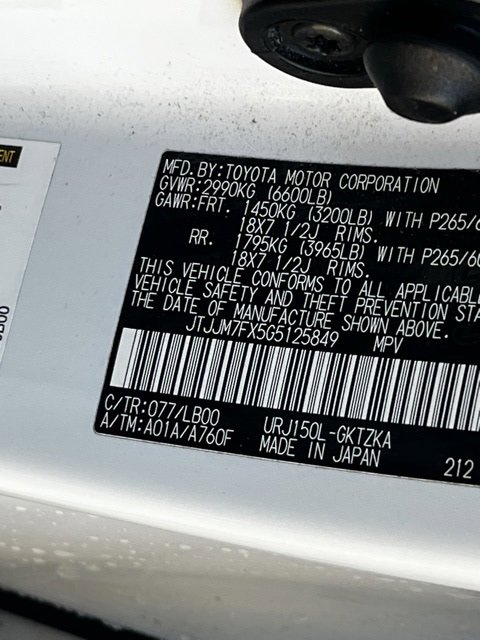 ENT
MFD.BY:TOYOTA MOTOR CORPORATION
GVWR:2990KG (6600LB)
GAWR:FRT. 1450KG (3200LB) WITH P265/6
18X7 1/2J RIMS.
RR. 1795KG (3965LB) WITH P265/60
18X7 1/2J RIMS.
THIS VEHICLE CONFORMS TO ALL APPLICABLE
VEHICLE SAFETY AND THEFT PREVENTION STA
THE DATE OF MANUFACTURE SHOWN ABOVE.
JTJJM7FX5G5125849 MPV
C/TR:077/LB00 URJ150L-GKTZKA
A/TM:A01A/A760F MADE IN JAPAN 212